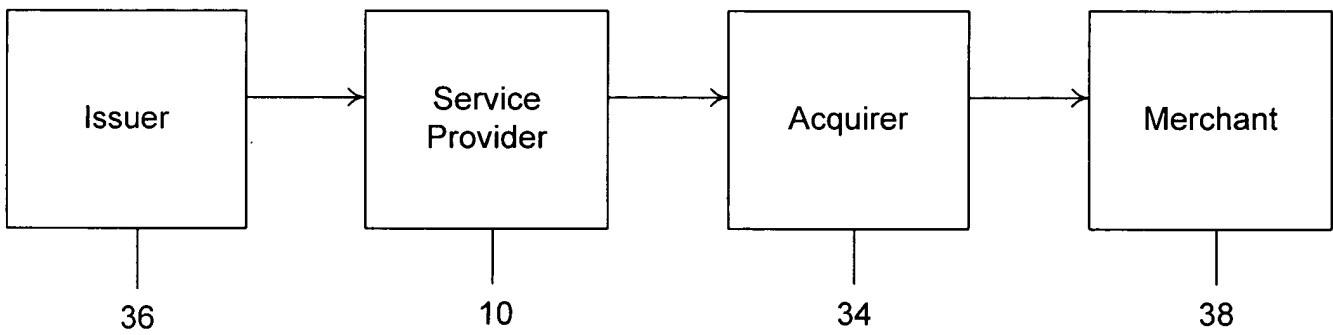 Issuer
Service
Provider
Acquirer
Merchant
36
10
34
38